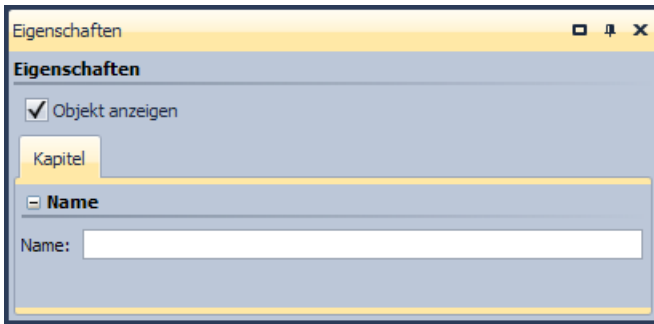 Eigenschaften
Eigenschaften
Objekt anzeigen
Kapitel
Name
Name: